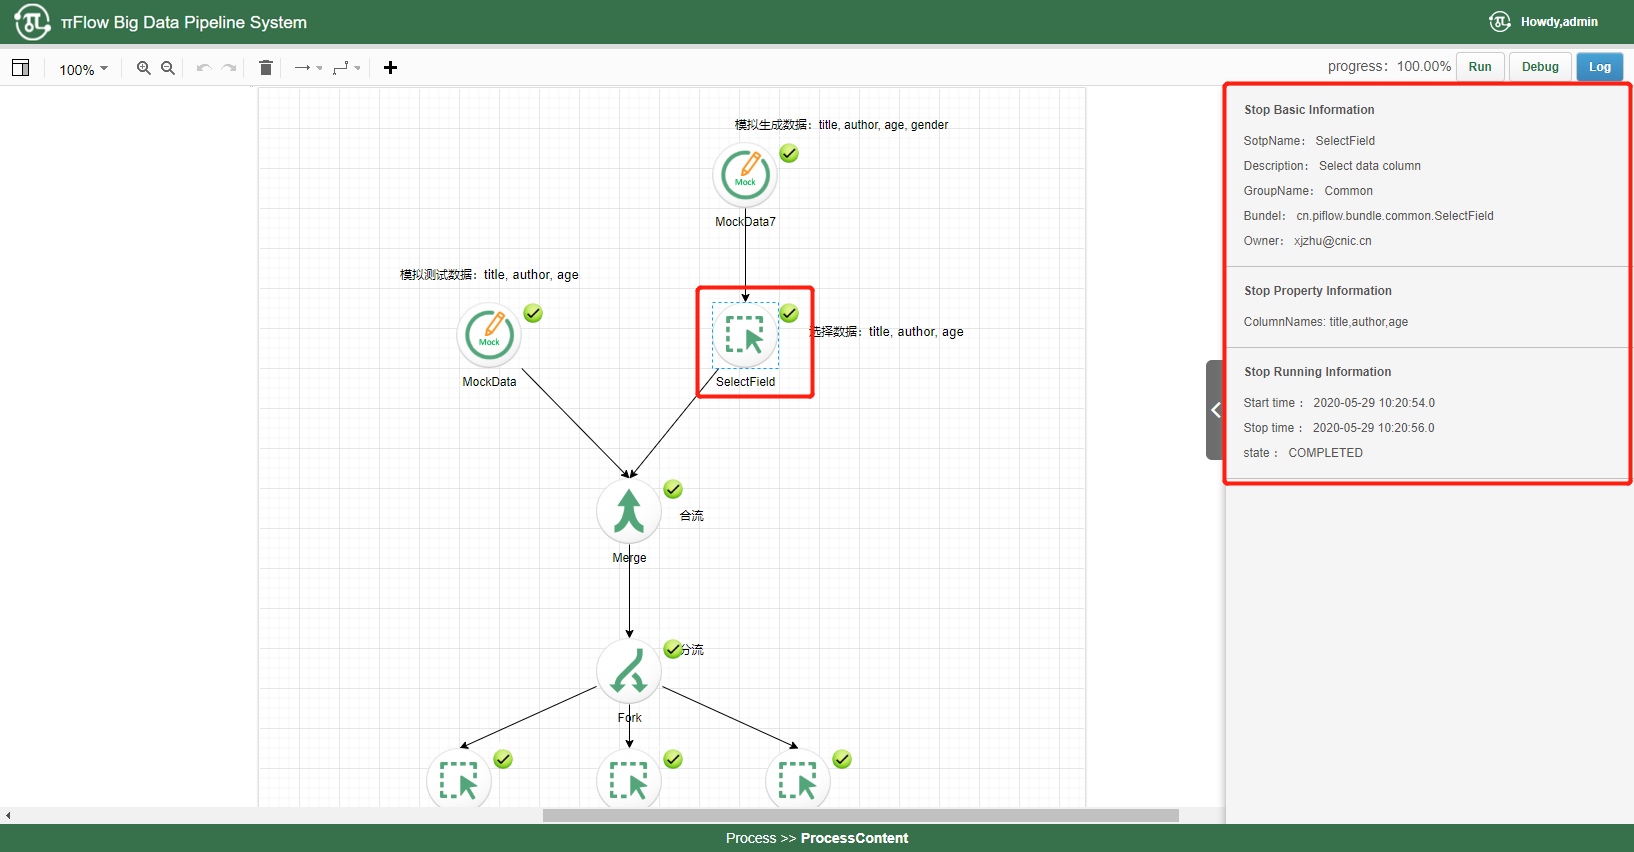 πFlow Big Data Pipeline System
Howdy,admin
100%
progress: 100.00%
Run
Debug
Log
模拟生成数据：title, author, age, gender
Mock
MockData7
模拟测试数据：title, author, age
Mock
MockData
选择数据：title, author, age
SelectField
合流
Merge
分流
Fork
Stop Basic Information
SotpName： SelectField
Description： Select data column
GroupName： Common
Bundel： cn.piflow.bundle.common.SelectField
Owner： xjzhu@cnic.cn
Stop Property Information
ColumnNames: title,author,age
Stop Running Information
Start time： 2020-05-29 10:20:54.0
Stop time： 2020-05-29 10:20:56.0
state： COMPLETED
Process >> ProcessContent